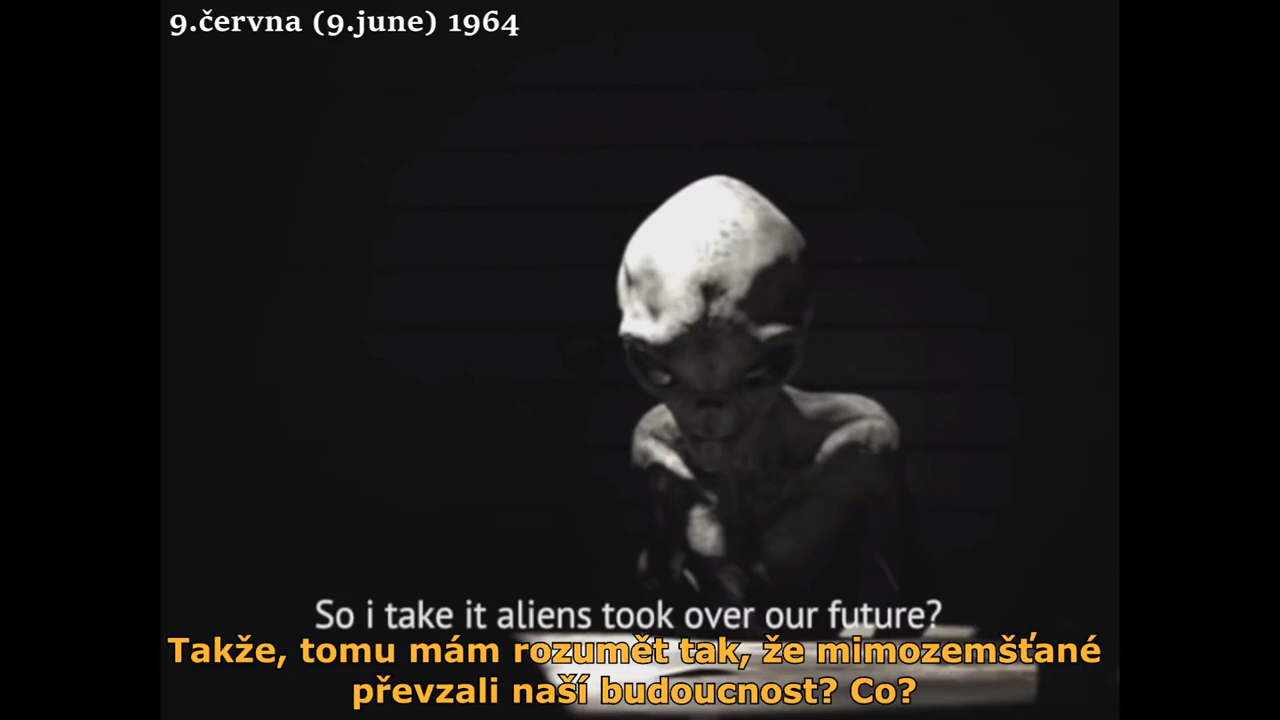 9.června (9.june) 1964
So i take it aliens took over our future?
Takže, tomu mám rozumět tak, že mimozemšťané
převzali naší budoucnost? Co?